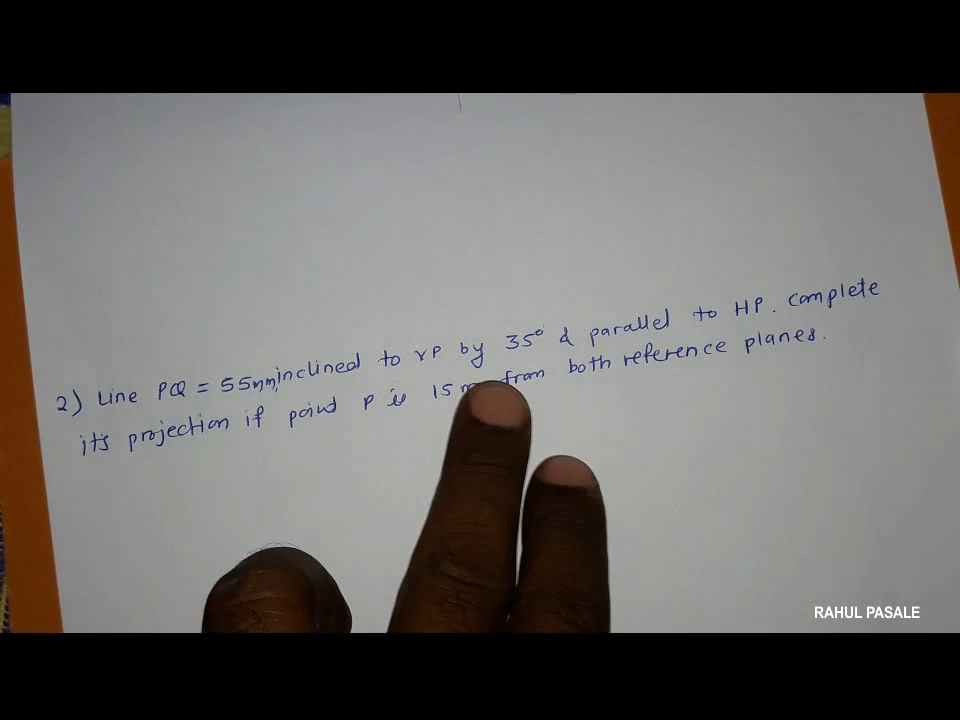 2) Line PQ = 55mm, inclined to VP by 35° & parallel to HP. Complete
its projection if point P is 15 from both reference planes.
RAHUL PASALE